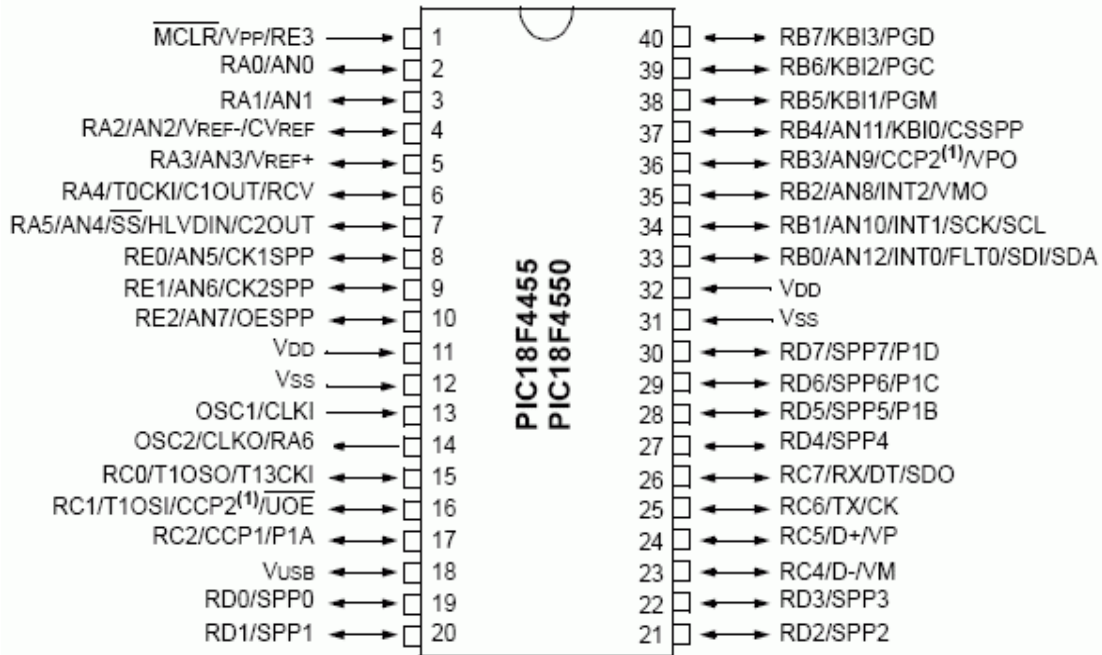 MCLR/VPP/RE3 1 40 RB7/KBI3/PGD
RA0/AN0 2 39 RB6/KBI2/PGC
RA1/AN1 3 38 RB5/KBI1/PGM
RA2/AN2/VREF-/CVREF 4 37 RB4/AN11/KBI0/CSSPP
RA3/AN3/VREF+ 5 36 RB3/AN9/CCP2(1)/VPO
RA4/T0CKI/C1OUT/RCV 6 35 RB2/AN8/INT2/VMO
RA5/AN4/SS/HLVDIN/C2OUT 7 34 RB1/AN10/INT1/SCK/SCL
RE0/AN5/CK1SPP 8 33 RB0/AN12/INT0/FLT0/SDI/SDA
RE1/AN6/CK2SPP 9 32 VDD
RE2/AN7/OESPP 10 31 VSS
VDD 11 30 RD7/SPP7/P1D
VSS 12 29 RD6/SPP6/P1C
OSC1/CLKI 13 28 RD5/SPP5/P1B
OSC2/CLKO/RA6 14 27 RD4/SPP4
RC0/T1OSO/T13CKI 15 26 RC7/RX/DT/SDO
RC1/T1OSI/CCP2(1)/UOE 16 25 RC6/TX/CK
RC2/CCP1/P1A 17 24 RC5/D+/VP
VUSB 18 23 RC4/D-/VM
RD0/SPP0 19 22 RD3/SPP3
RD1/SPP1 20 21 RD2/SPP2
PIC18F4455
PIC18F4550